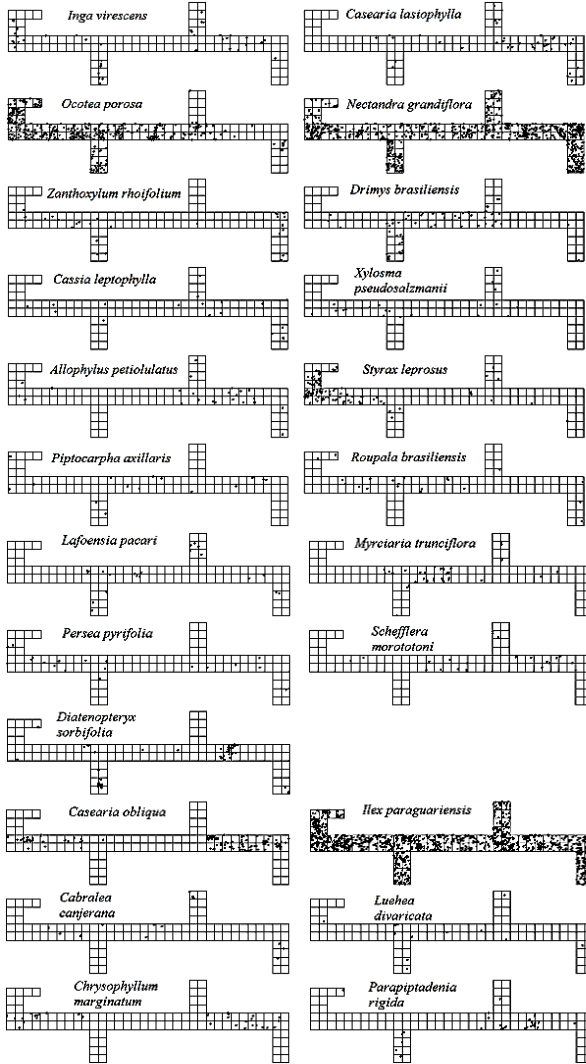 Inga virescens
Casearia lasiophylla
Ocotea porosa
Nectandra grandiflora
Zanthoxylum rhoifolium
Drimys brasiliensis
Cassia leptophylla
Xylosma
pseudosalzmanii
Allophylus petiolulatus
Styrax leprosus
Piptocarpha axillaris
Roupala brasiliensis
Lafoensia pacari
Myrciaria trunciflora
Persea pyrifolia
Schefflera
morototoni
Diatenopteryx
sorbifolia
Casearia obliqua
Ilex paraguariensis
Cabralea
canjerana
Luehea
divaricata
Chrysophyllum
marginatum
Parapiptadenia
rigida